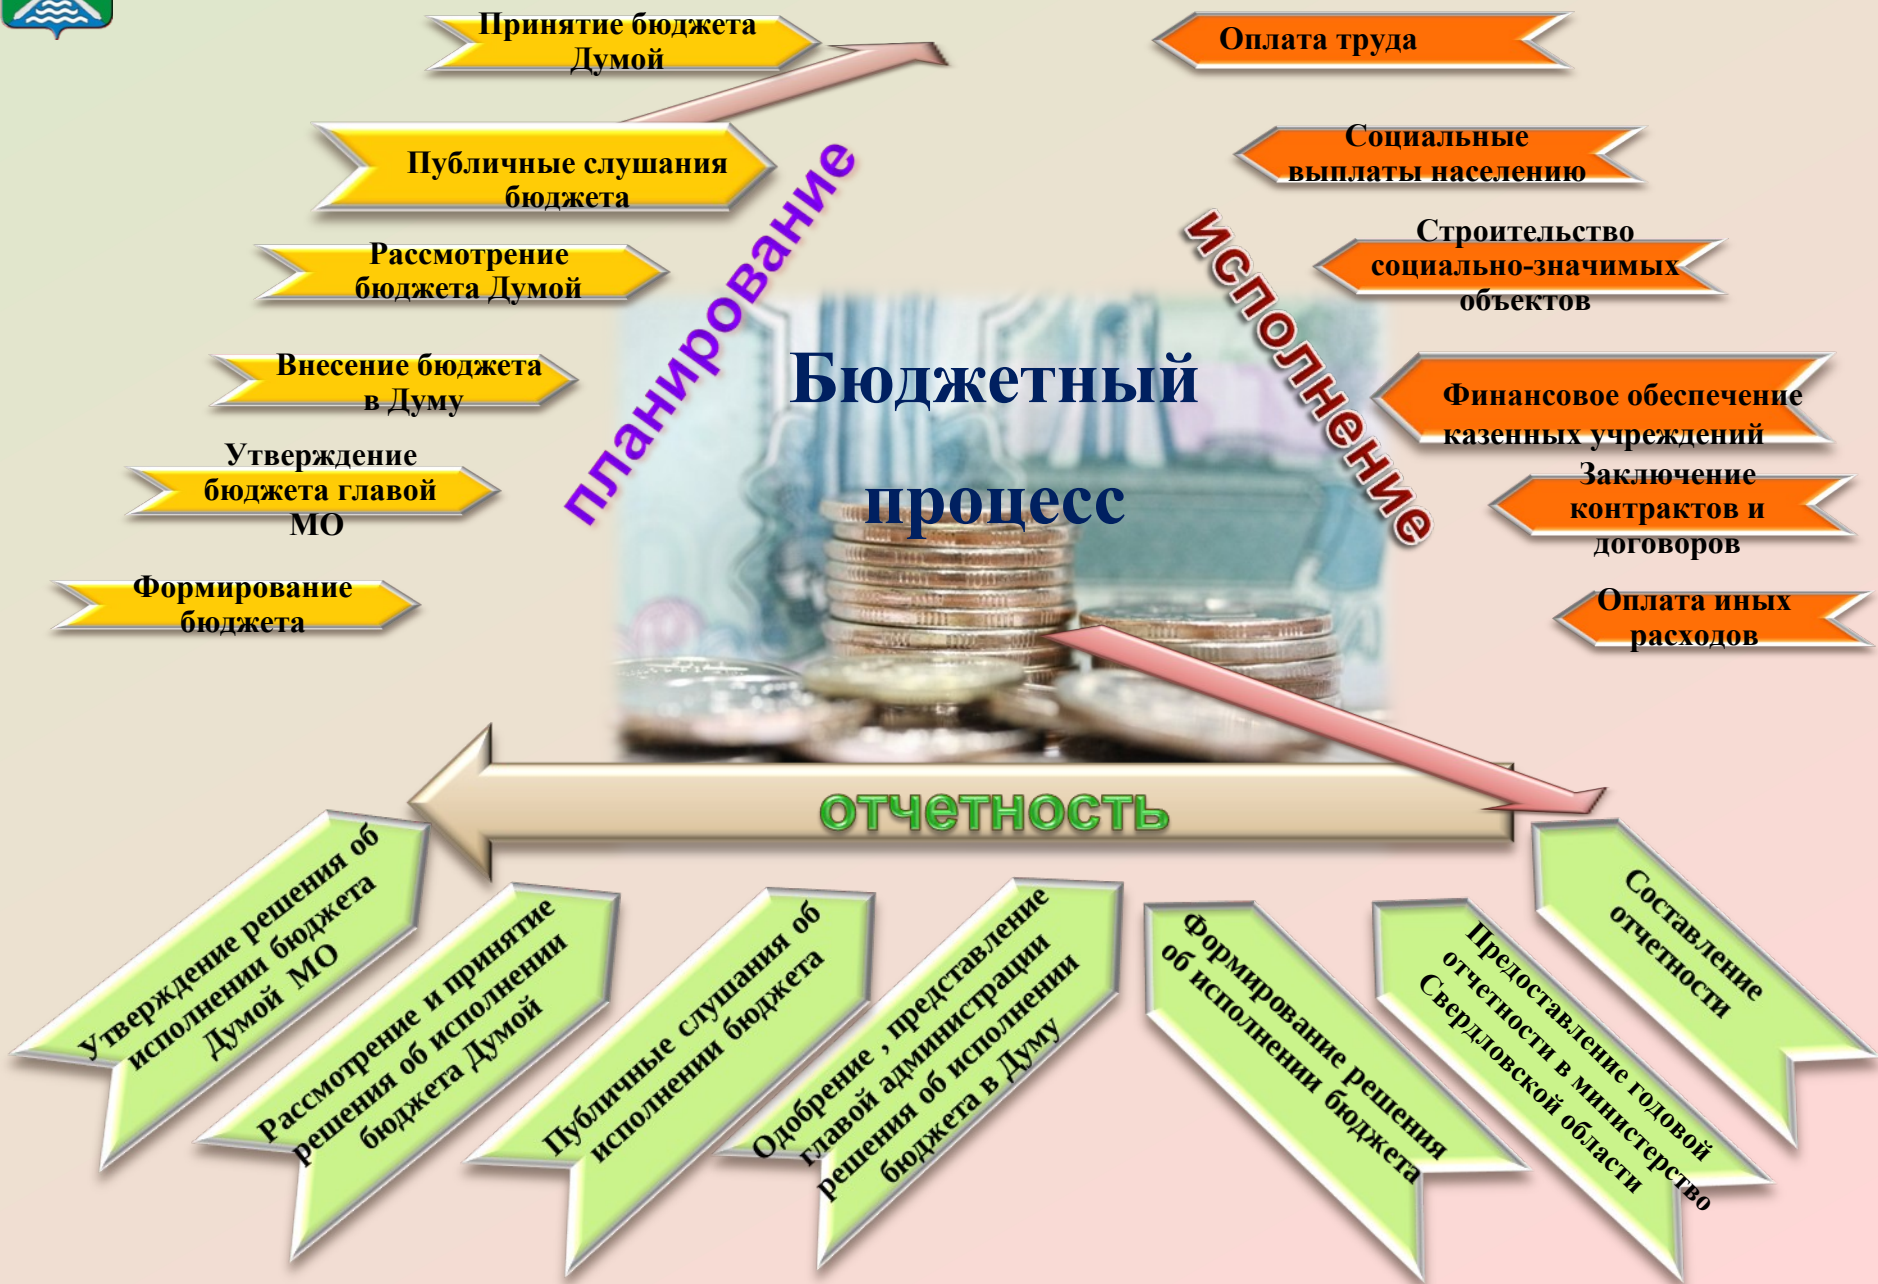 Принятие бюджета
Думой
Публичные слушания
бюджета
Рассмотрение
бюджета Думой
Внесение бюджета
в Думу
Утверждение
бюджета главой
МО
Формирование
бюджета
планирование
Бюджетный
процесс
исполнение
Оплата труда
Социальные
выплаты населению
Строительство
социально-значимых
объектов
Финансовое обеспечение
казенных учреждений
Заключение
контрактов и
договоров
Оплата иных
расходов
отчетность
Утверждение решения об
исполнении бюджета
Думой МО
Рассмотрение и принятие
решения об исполнении
бюджета Думой
Публичные слушания об
исполнении бюджета
Одобрение , представление
главой администрации
решения об исполнении
бюджета в Думу
Формирование решения
об исполнении бюджета
Предоставление годовой
отчетности в министерство
Свердловской области
Составление
отчетности